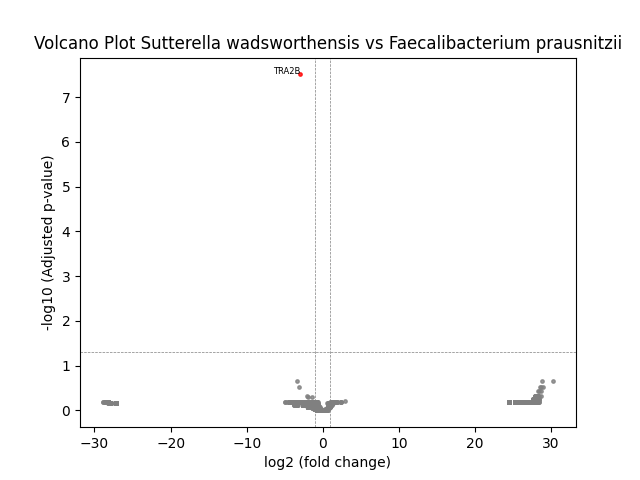 Volcano Plot Sutterella wadsworthensis vs Faecalibacterium prausnitzii
TRA2B
7
6
5
4
3
2
1
0
-log10 (Adjusted p-value)
−30 −20 −10 0 10 20 30
log2 (fold change)